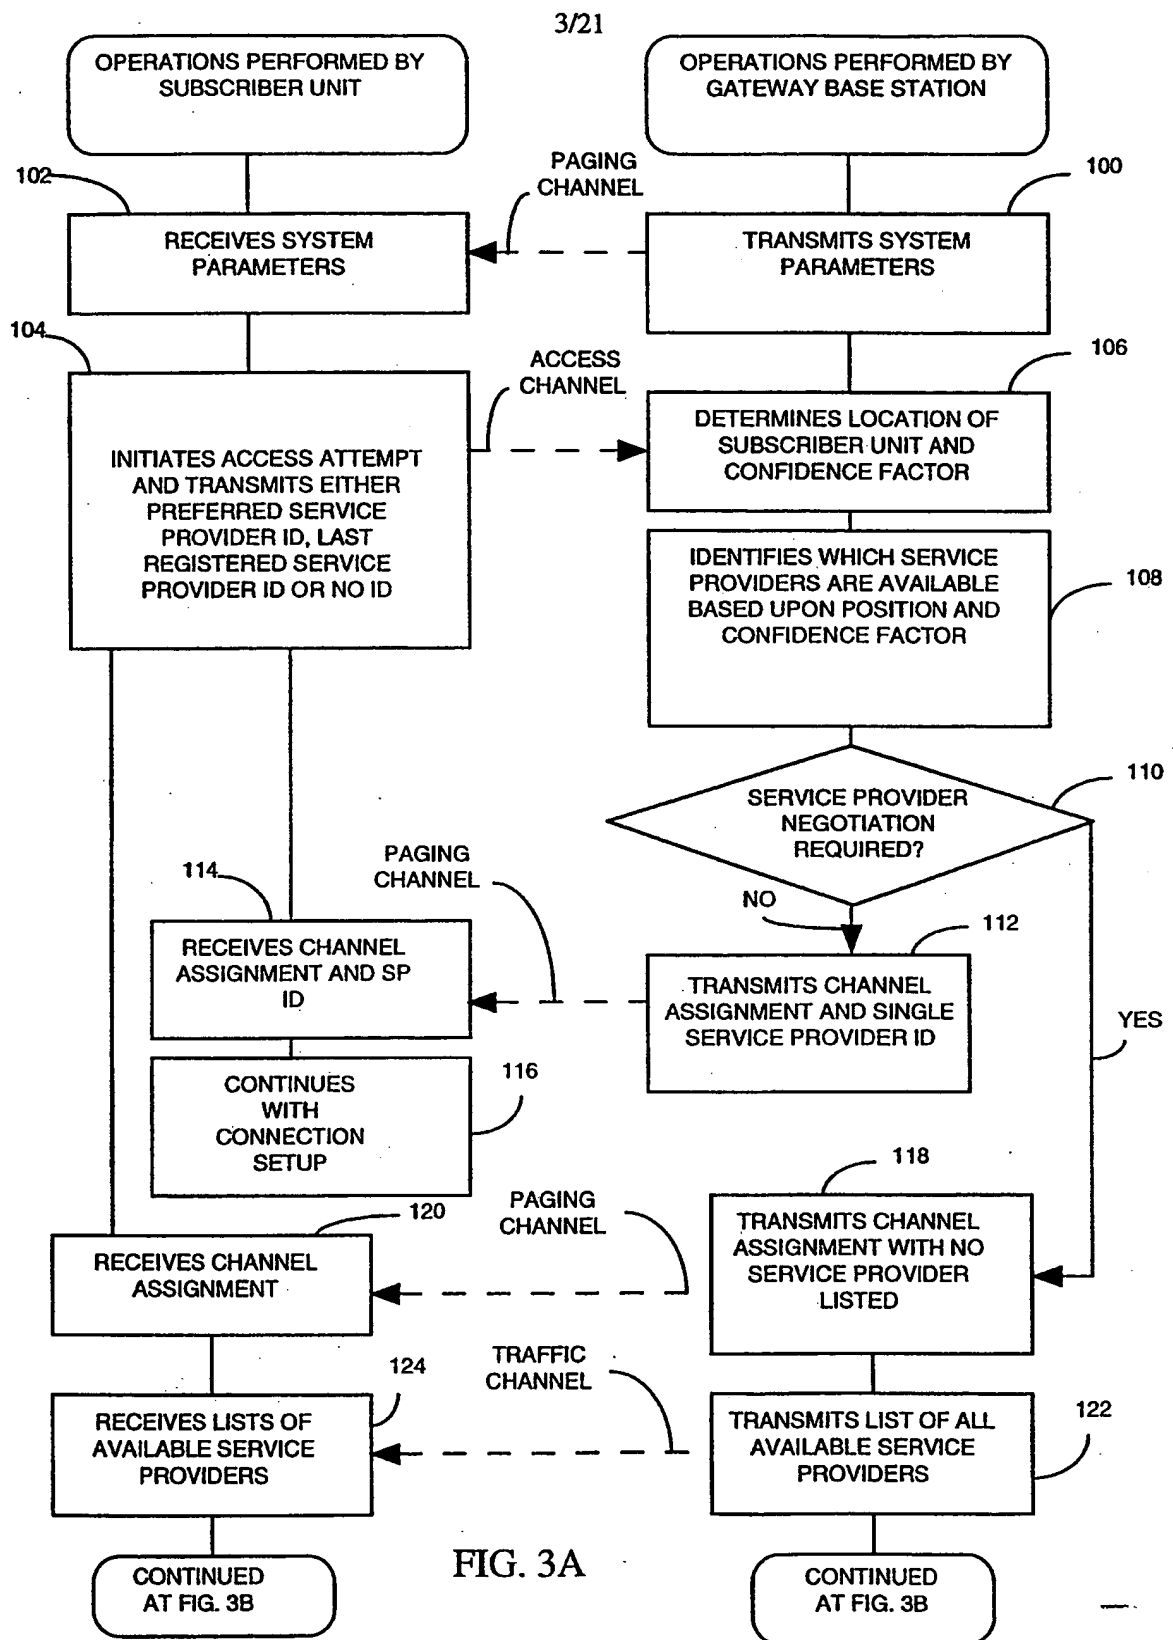 3/21
OPERATIONS PERFORMED BY
SUBSCRIBER UNIT
OPERATIONS PERFORMED BY
GATEWAY BASE STATION
PAGING
CHANNEL
102
100
RECEIVES SYSTEM
PARAMETERS
TRANSMITS SYSTEM
PARAMETERS
104
ACCESS
CHANNEL
106
INITIATES ACCESS ATTEMPT
AND TRANSMITS EITHER
PREFERRED SERVICE
PROVIDER ID, LAST
REGISTERED SERVICE
PROVIDER ID OR NO ID
DETERMINES LOCATION OF
SUBSCRIBER UNIT AND
CONFIDENCE FACTOR
IDENTIFIES WHICH SERVICE
PROVIDERS ARE AVAILABLE
BASED UPON POSITION AND
CONFIDENCE FACTOR
108
110
SERVICE PROVIDER
NEGOTIATION
REQUIRED?
PAGING
CHANNEL
114
NO
112
RECEIVES CHANNEL
ASSIGNMENT AND SP
ID
TRANSMITS CHANNEL
ASSIGNMENT AND SINGLE
SERVICE PROVIDER ID
YES
CONTINUES
WITH
CONNECTION
SETUP
116
118
120
PAGING
CHANNEL
RECEIVES CHANNEL
ASSIGNMENT
TRANSMITS CHANNEL
ASSIGNMENT WITH NO
SERVICE PROVIDER
LISTED
124
TRAFFIC
CHANNEL
RECEIVES LISTS OF
AVAILABLE SERVICE
PROVIDERS
TRANSMITS LIST OF ALL
AVAILABLE SERVICE
PROVIDERS
122
CONTINUED
AT FIG. 3B
FIG. 3A
CONTINUED
AT FIG. 3B